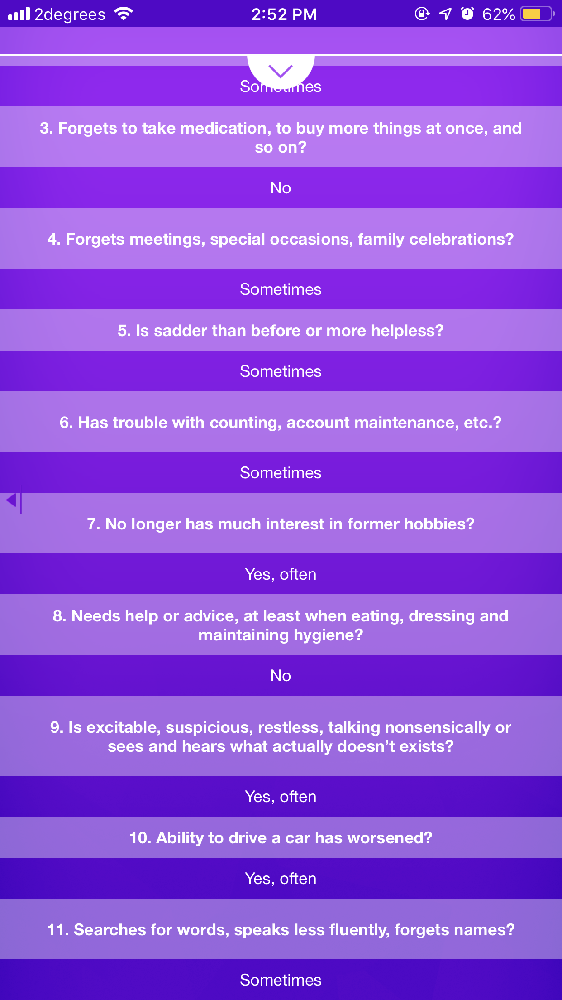 2degrees 2:52 PM 62%
Sometimes
3. Forgets to take medication, to buy more things at once, and
so on?
No
4. Forgets meetings, special occasions, family celebrations?
Sometimes
5. Is sadder than before or more helpless?
Sometimes
6. Has trouble with counting, account maintenance, etc.?
Sometimes
7. No longer has much interest in former hobbies?
Yes, often
8. Needs help or advice, at least when eating, dressing and
maintaining hygiene?
No
9. Is excitable, suspicious, restless, talking nonsensically or
sees and hears what actually doesn’t exists?
Yes, often
10. Ability to drive a car has worsened?
Yes, often
11. Searches for words, speaks less fluently, forgets names?
Sometimes